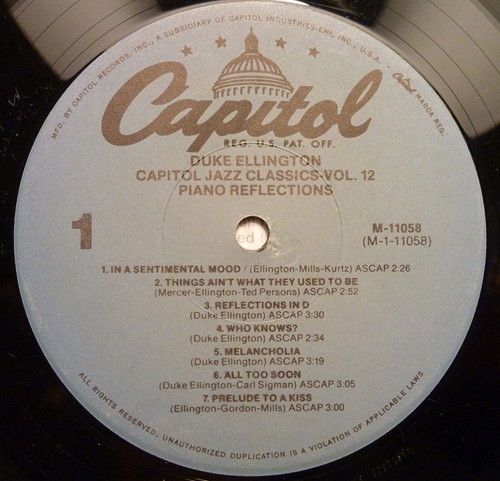 MFD. BY CAPITOL RECORDS, INC., A SUBSIDIARY OF CAPITOL INDUSTRIES-EMI, INC., U.S.A.
Capitol MARCA REG.
Capitol
REG. U.S. PAT. OFF.
DUKE ELLINGTON
CAPITOL JAZZ CLASSICS-VOL. 12
PIANO REFLECTIONS
1
M-11058
(M-1-11058)
ed i
1. IN A SENTIMENTAL MOOD / (Ellington-Mills-Kurtz) ASCAP 2:26
2. THINGS AIN'T WHAT THEY USED TO BE
(Mercer-Ellington-Ted Persons) ASCAP 2:52
3. REFLECTIONS IN D
(Duke Ellington) ASCAP 3:30
4. WHO KNOWS?
(Duke Ellington) ASCAP 2:34
5. MELANCHOLIA
(Duke Ellington) ASCAP 3:19
6. ALL TOO SOON
(Duke Ellington-Carl Sigman) ASCAP 3:05
7. PRELUDE TO A KISS
(Ellington-Gordon-Mills) ASCAP 3:00
ALL RIGHTS RESERVED, UNAUTHORIZED DUPLICATION IS A VIOLATION OF APPLICABLE LAWS